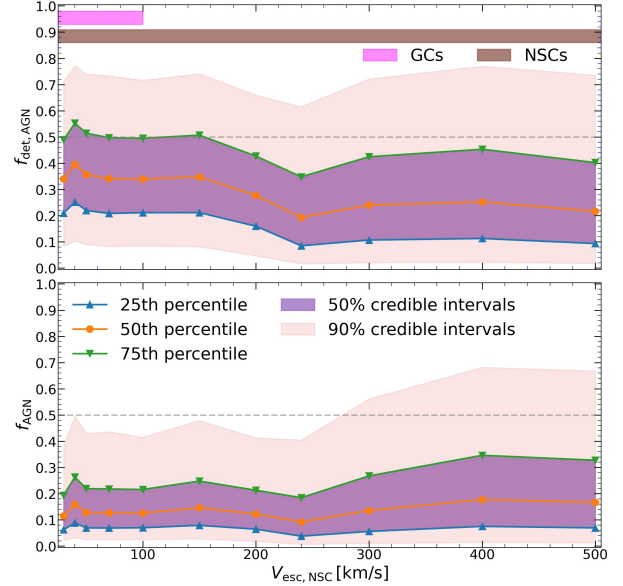 1.0
0.9
0.8
0.7
0.6
0.5
0.4
0.3
0.2
0.1
0.0
f_det, AGN
GCs NSCs
1.0
0.9
0.8
0.7
0.6
0.5
0.4
0.3
0.2
0.1
0.0
f_AGN
25th percentile 50% credible intervals
50th percentile 90% credible intervals
75th percentile
100 200 300 400 500
V_esc, NSC [km/s]